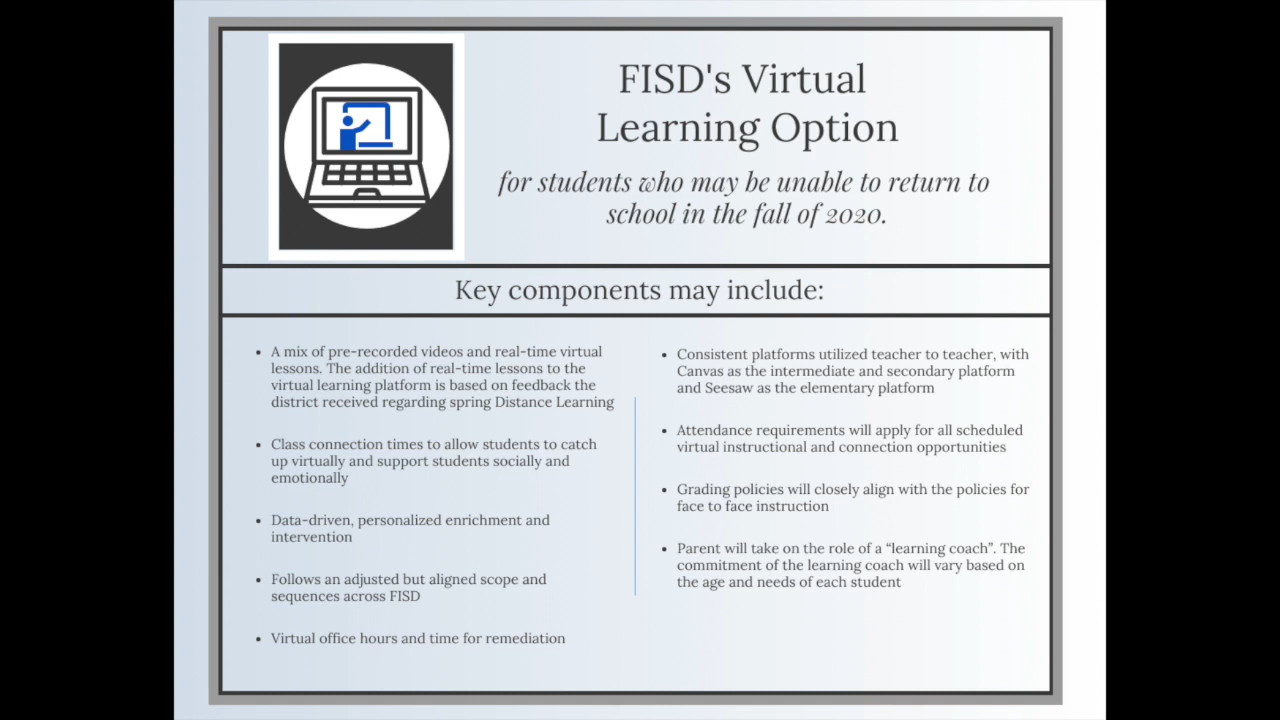 FISD's Virtual
Learning Option
for students who may be unable to return to
school in the fall of 2020.
Key components may include:
• A mix of pre-recorded videos and real-time virtual
lessons. The addition of real-time lessons to the
virtual learning platform is based on feedback the
district received regarding spring Distance Learning
• Class connection times to allow students to catch
up virtually and support students socially and
emotionally
• Data-driven, personalized enrichment and
intervention
• Follows an adjusted but aligned scope and
sequences across FISD
• Virtual office hours and time for remediation
• Consistent platforms utilized teacher to teacher, with
Canvas as the intermediate and secondary platform
and Seesaw as the elementary platform
• Attendance requirements will apply for all scheduled
virtual instructional and connection opportunities
• Grading policies will closely align with the policies for
face to face instruction
• Parent will take on the role of a “learning coach”. The
commitment of the learning coach will vary based on
the age and needs of each student